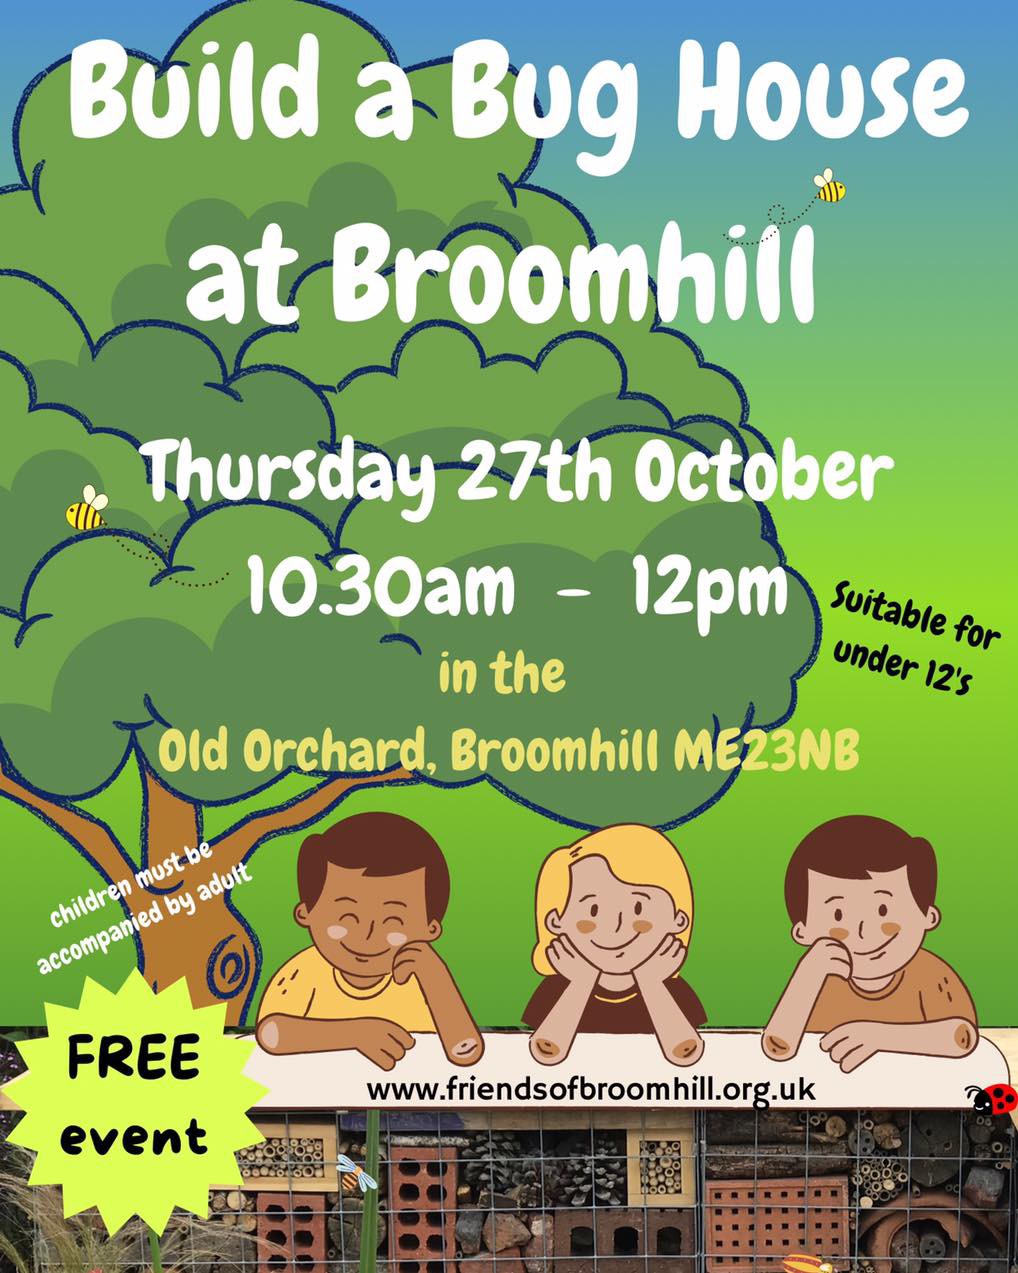 Build a Bug House
at Broomhill
Thursday 27th October
10.30am - 12pm
Suitable for
under 12's
in the
Old Orchard, Broomhill ME23NB
children must be
accompanied by adult
FREE
event
www.friendsofbroomhill.org.uk